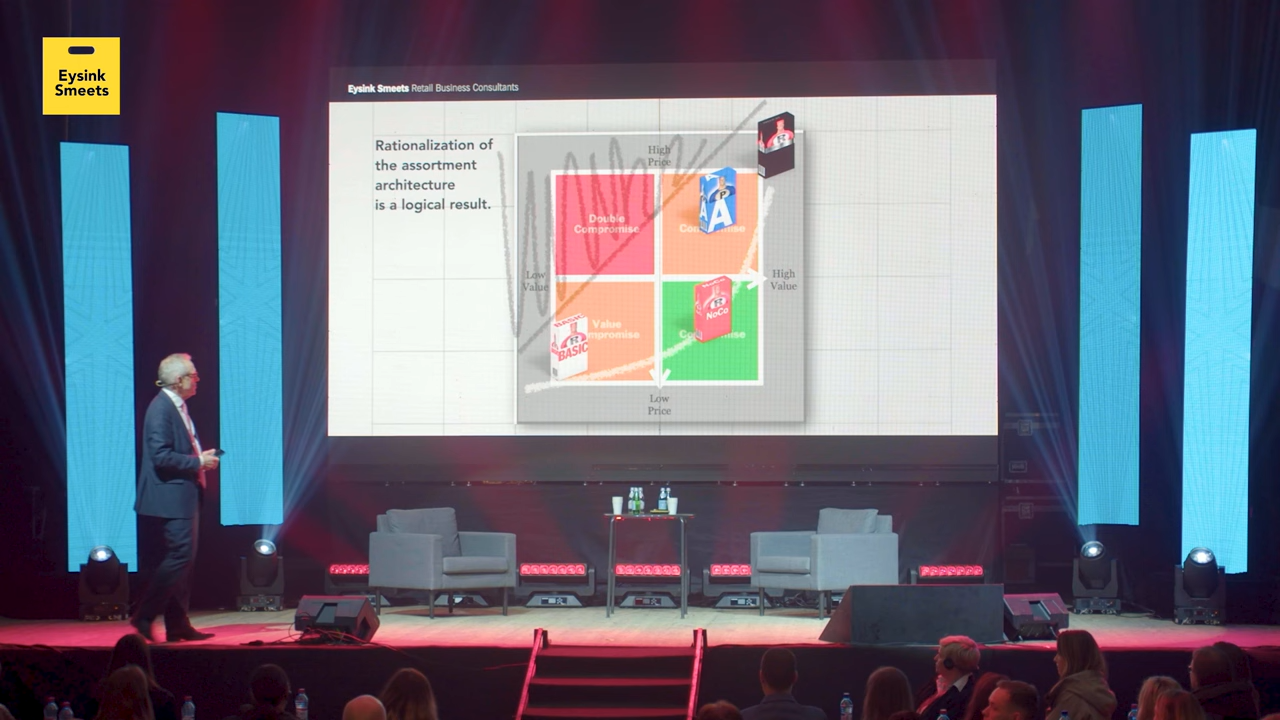 Eysink
Smeets
Eysink Smeets Retail Business Consultants
Rationalization of
the assortment
architecture
is a logical result.
High
Price
Double
Compromise
A
Low
Value
High
Value
NoCo
Value
BASIC
BASIC
Low
Price